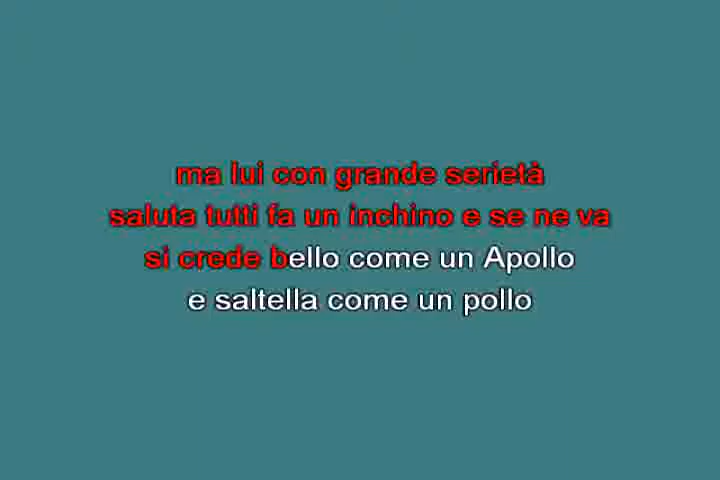 ma lui con grande serietà
saluta tutti fa un inchino e se ne va
si crede bello come un Apollo
e saltella come un pollo